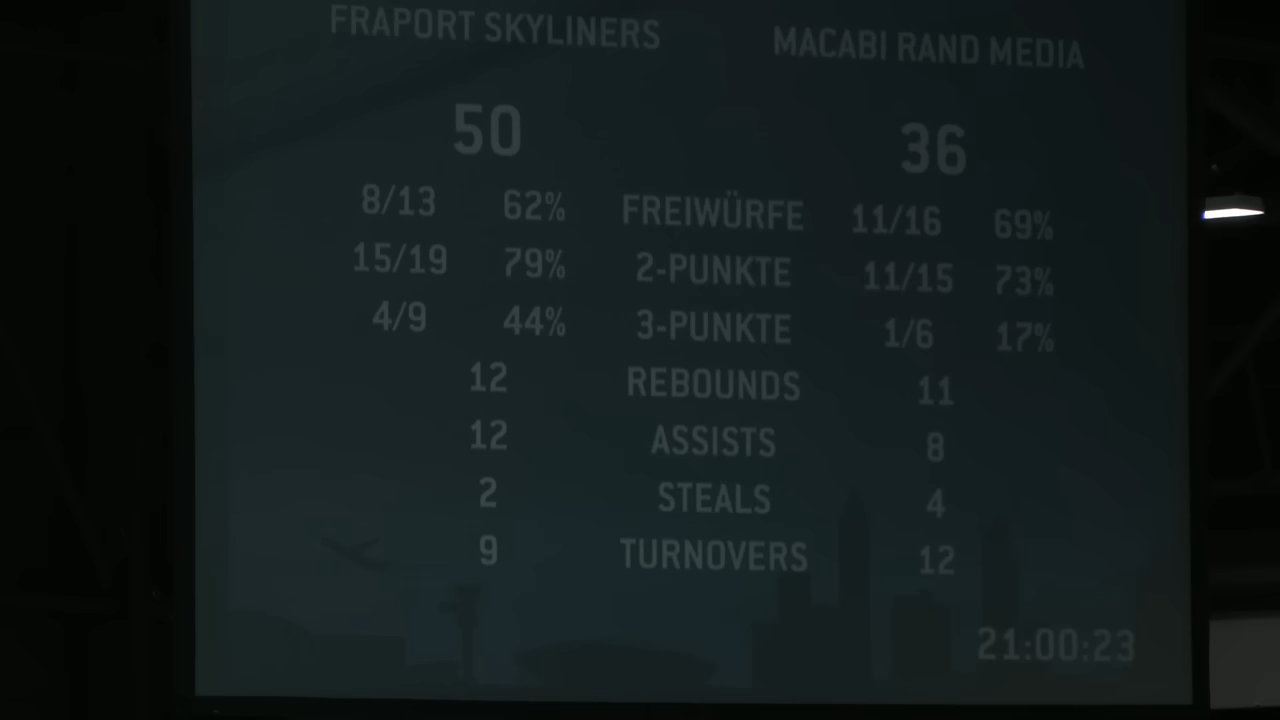 FRAPORT SKYLINERS MACABI RAND MEDIA
50 36
8/13 62% FREIWÜRFE 11/16 69%
15/19 79% 2-PUNKTE 11/15 73%
4/9 44% 3-PUNKTE 1/6 17%
12 REBOUNDS 11
12 ASSISTS 8
2 STEALS 4
9 TURNOVERS 12
21:00:23